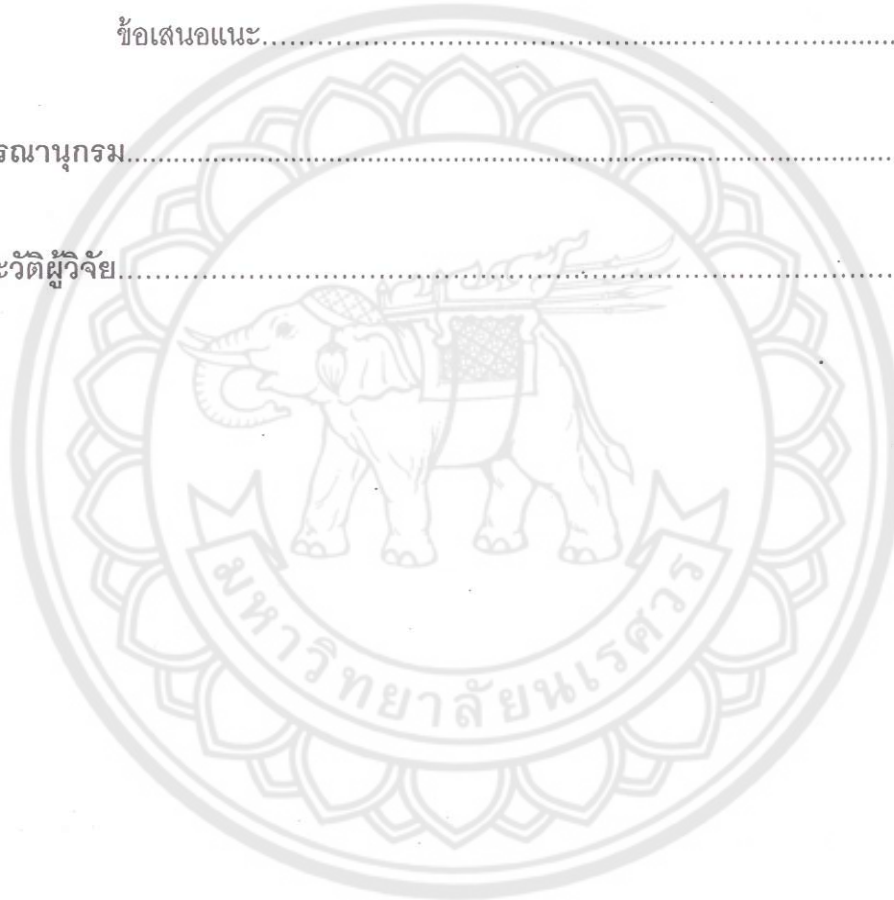 ข้อเสนอแนะ................................................................................
รณานุกรม................................................................................
ะวัติผู้วิจัย................................................................................
มหาวิทยาลัยนเรศวร